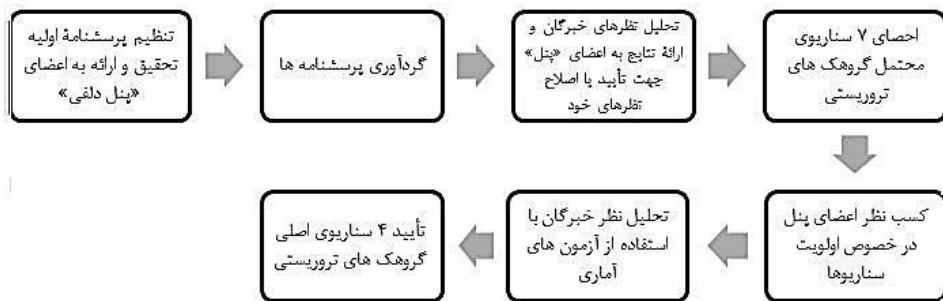 تنظیم پرسشنامهٔ اولیه
تحقیق و ارائه به اعضای
«پنل دلفی»
گردآوری پرسشنامه ها
تحلیل نظرهای خبرگان و
ارائهٔ نتایج به اعضای «پنل»
جهت تأیید یا اصلاح
نظرهای خود
احصای ۷ سناریوی
محتمل گروهک های
تروریستی
کسب نظر اعضای پنل
در خصوص اولویت
سناریوها
تحلیل نظر خبرگان با
استفاده از آزمون های
آماری
تأیید ۴ سناریوی اصلی
گروهک های تروریستی